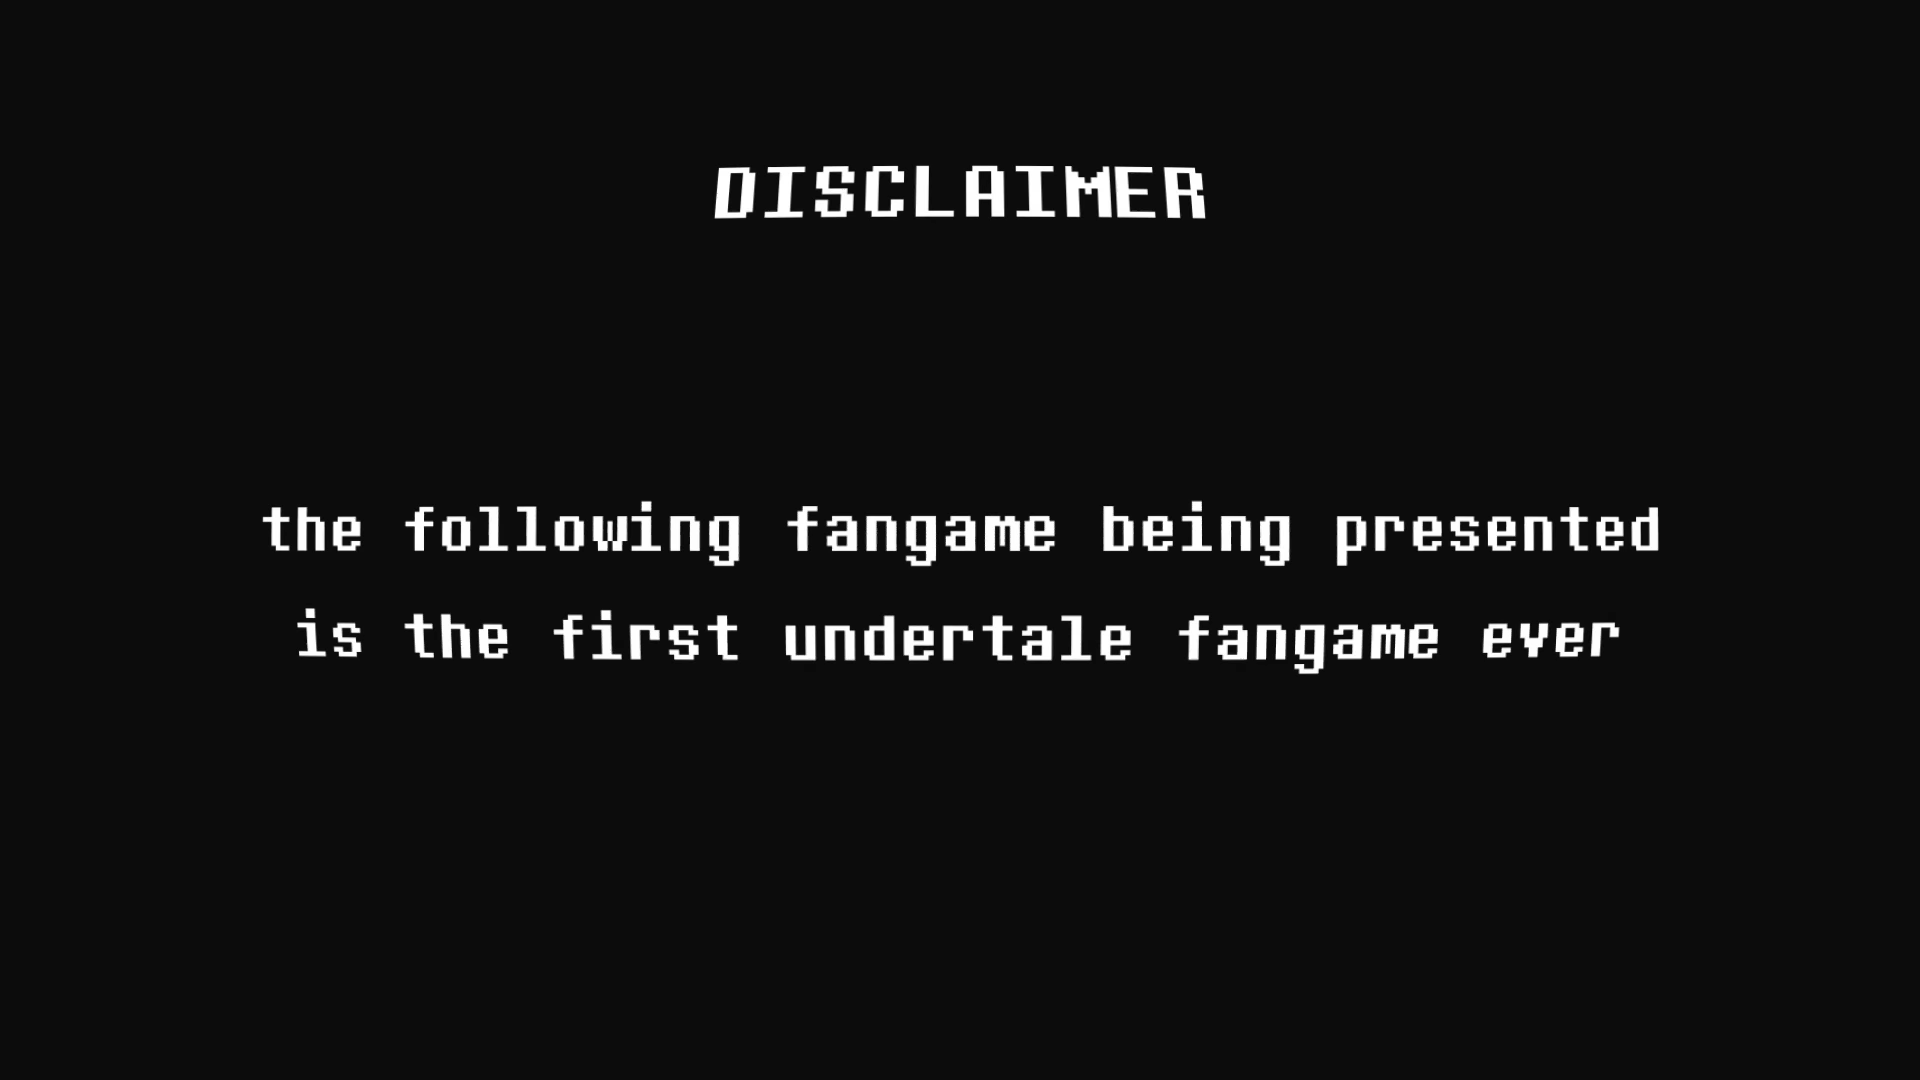 DISCLAIMER
the following fangame being presented
is the first undertale fangame ever